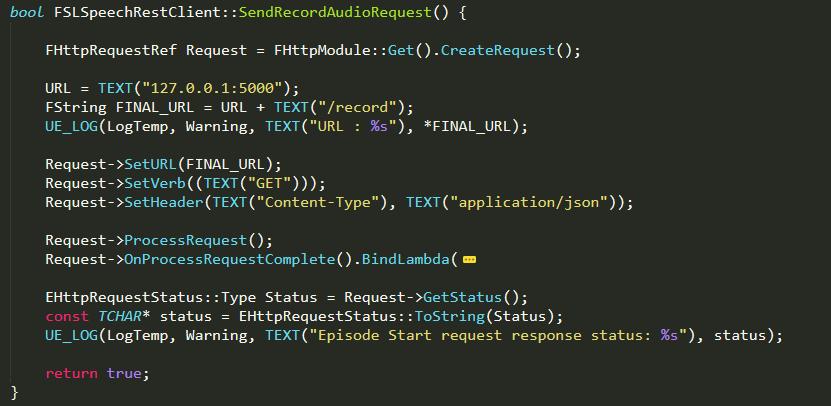 bool FSLSpeechRestClient::SendRecordAudioRequest() {
FHttpRequestRef Request = FHttpModule::Get().CreateRequest();
URL = TEXT("127.0.0.1:5000");
FString FINAL_URL = URL + TEXT("/record");
UE_LOG(LogTemp, Warning, TEXT("URL : %s"), *FINAL_URL);
Request->SetURL(FINAL_URL);
Request->SetVerb((TEXT("GET")));
Request->SetHeader(TEXT("Content-Type"), TEXT("application/json"));
Request->ProcessRequest();
Request->OnProcessRequestComplete().BindLambda(
EHttpRequestStatus::Type Status = Request->GetStatus();
const TCHAR* status = EHttpRequestStatus::ToString(Status);
UE_LOG(LogTemp, Warning, TEXT("Episode Start request response status: %s"), status);
return true;
}